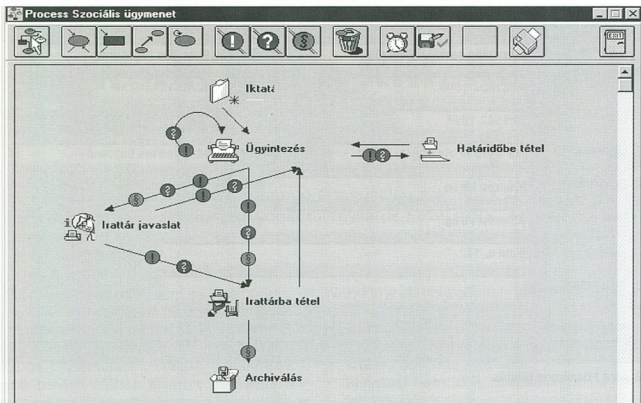 Process Szociális ügymenet
Iktatá
Ügyintezés
Határidőbe tétel
Irattár javaslat
Irattárba tétel
Archiválás